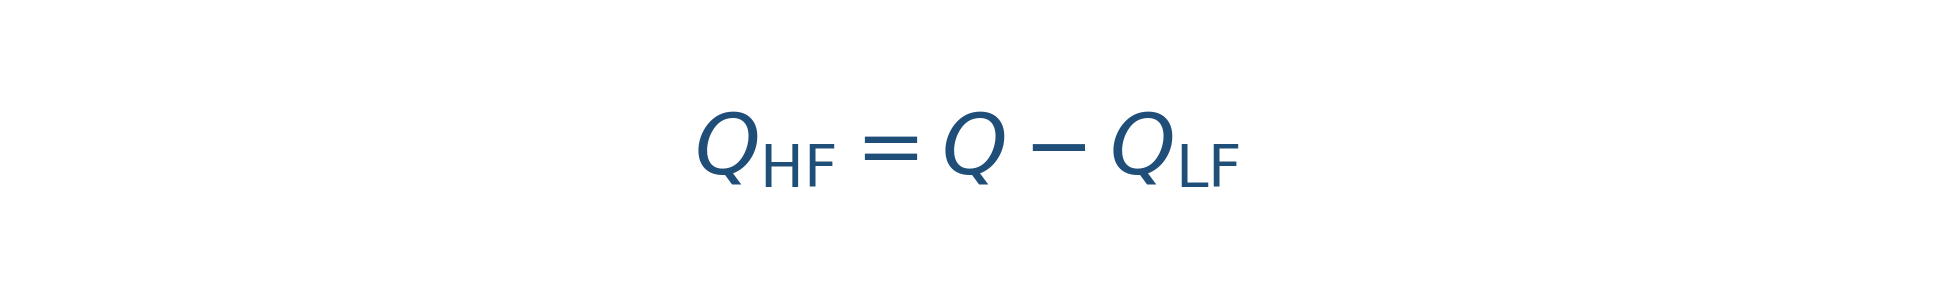 Q_HF = Q − Q_LF